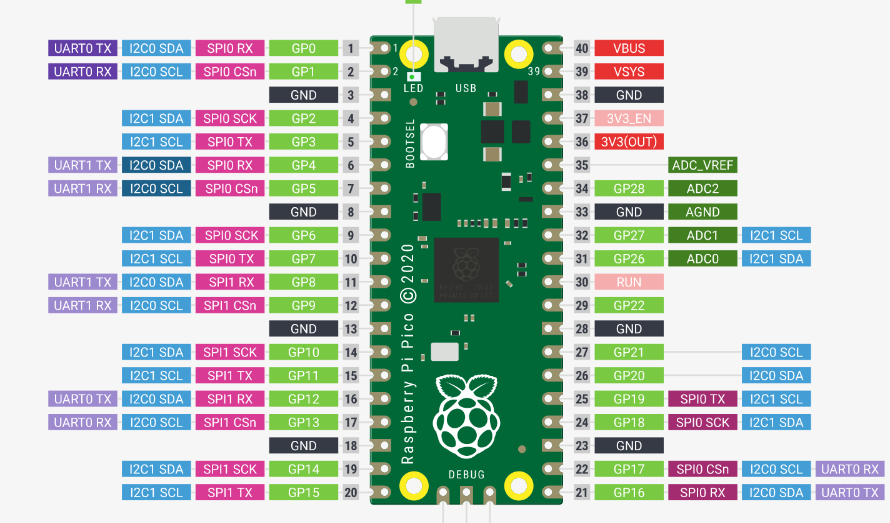 UART0 TX I2C0 SDA SPI0 RX GP0 1 1 40 VBUS
UART0 RX I2C0 SCL SPI0 CSn GP1 2 2 39 39 VSYS
GND 3 LED USB 38 GND
I2C1 SDA SPI0 SCK GP2 4 37 3V3_EN
I2C1 SCL SPI0 TX GP3 5 BOOTSEL 36 3V3(OUT)
UART1 TX I2C0 SDA SPI0 RX GP4 6 35 ADC_VREF
UART1 RX I2C0 SCL SPI0 CSn GP5 7 34 GP28 ADC2
GND 8 33 GND AGND
I2C1 SDA SPI0 SCK GP6 9 32 GP27 ADC1 I2C1 SCL
I2C1 SCL SPI0 TX GP7 10 31 GP26 ADC0 I2C1 SDA
UART1 TX I2C0 SDA SPI1 RX GP8 11 30 RUN
UART1 RX I2C0 SCL SPI1 CSn GP9 12 29 GP22
GND 13 28 GND
I2C1 SDA SPI1 SCK GP10 14 27 GP21 I2C0 SCL
I2C1 SCL SPI1 TX GP11 15 26 GP20 I2C0 SDA
UART0 TX I2C0 SDA SPI1 RX GP12 16 25 GP19 SPI0 TX I2C1 SCL
UART0 RX I2C0 SCL SPI1 CSn GP13 17 24 GP18 SPI0 SCK I2C1 SDA
GND 18 23 GND
I2C1 SDA SPI1 SCK GP14 19 22 GP17 SPI0 CSn I2C0 SCL UART0 RX
I2C1 SCL SPI1 TX GP15 20 21 GP16 SPI0 RX I2C0 SDA UART0 TX
Raspberry Pi Pico © 2020
DEBUG